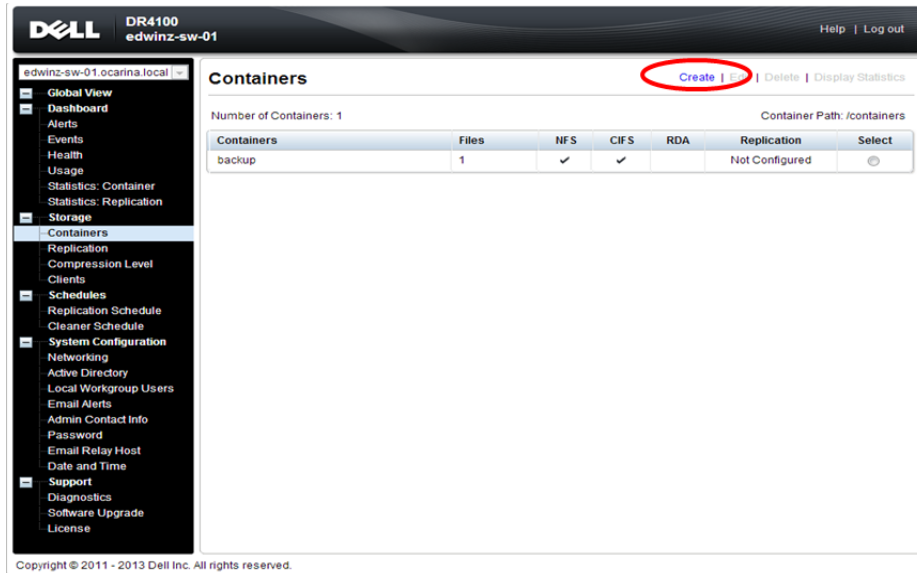 DELL
DR4100
edwinz-sw-01
Help | Log out
edwinz-sw-01.ocarina.local
Global View
Dashboard
Alerts
Events
Health
Usage
Statistics: Container
Statistics: Replication
Storage
Containers
Replication
Compression Level
Clients
Schedules
Replication Schedule
Cleaner Schedule
System Configuration
Networking
Active Directory
Local Workgroup Users
Email Alerts
Admin Contact Info
Password
Email Relay Host
Date and Time
Support
Diagnostics
Software Upgrade
License
Containers
Create | Edit | Delete | Display Statistics
Number of Containers: 1 Container Path: /containers
Containers Files NFS CIFS RDA Replication Select
backup 1 ✓ ✓ Not Configured
Copyright © 2011 - 2013 Dell Inc. All rights reserved.